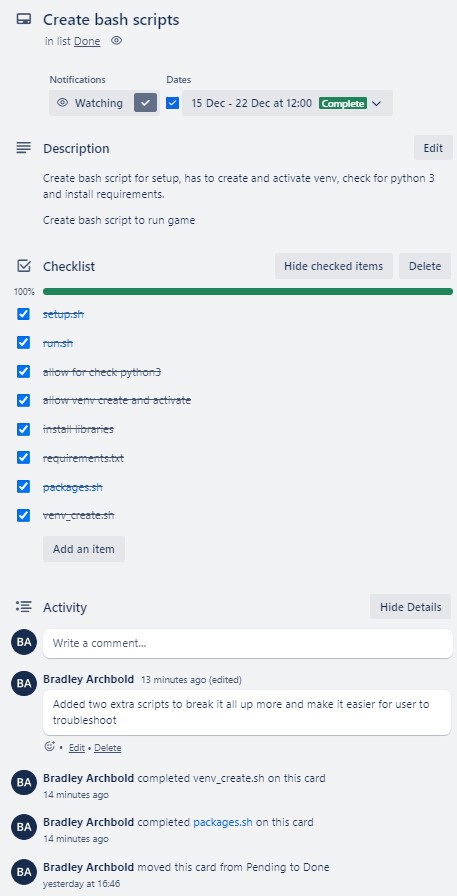 Create bash scripts
in list Done
Notifications
Dates
Watching
15 Dec - 22 Dec at 12:00 Complete
Description
Edit
Create bash script for setup, has to create and activate venv, check for python 3
and install requirements.
Create bash script to run game
Checklist
Hide checked items
Delete
100%
setup.sh
run.sh
allow for check python3
allow venv create and activate
install libraries
requirements.txt
packages.sh
venv_create.sh
Add an item
Activity
Hide Details
BA
Write a comment...
BA
Bradley Archbold 13 minutes ago (edited)
Added two extra scripts to break it all up more and make it easier for user to
troubleshoot
• Edit • Delete
BA
Bradley Archbold completed venv_create.sh on this card
14 minutes ago
BA
Bradley Archbold completed packages.sh on this card
14 minutes ago
BA
Bradley Archbold moved this card from Pending to Done
yesterday at 16:46